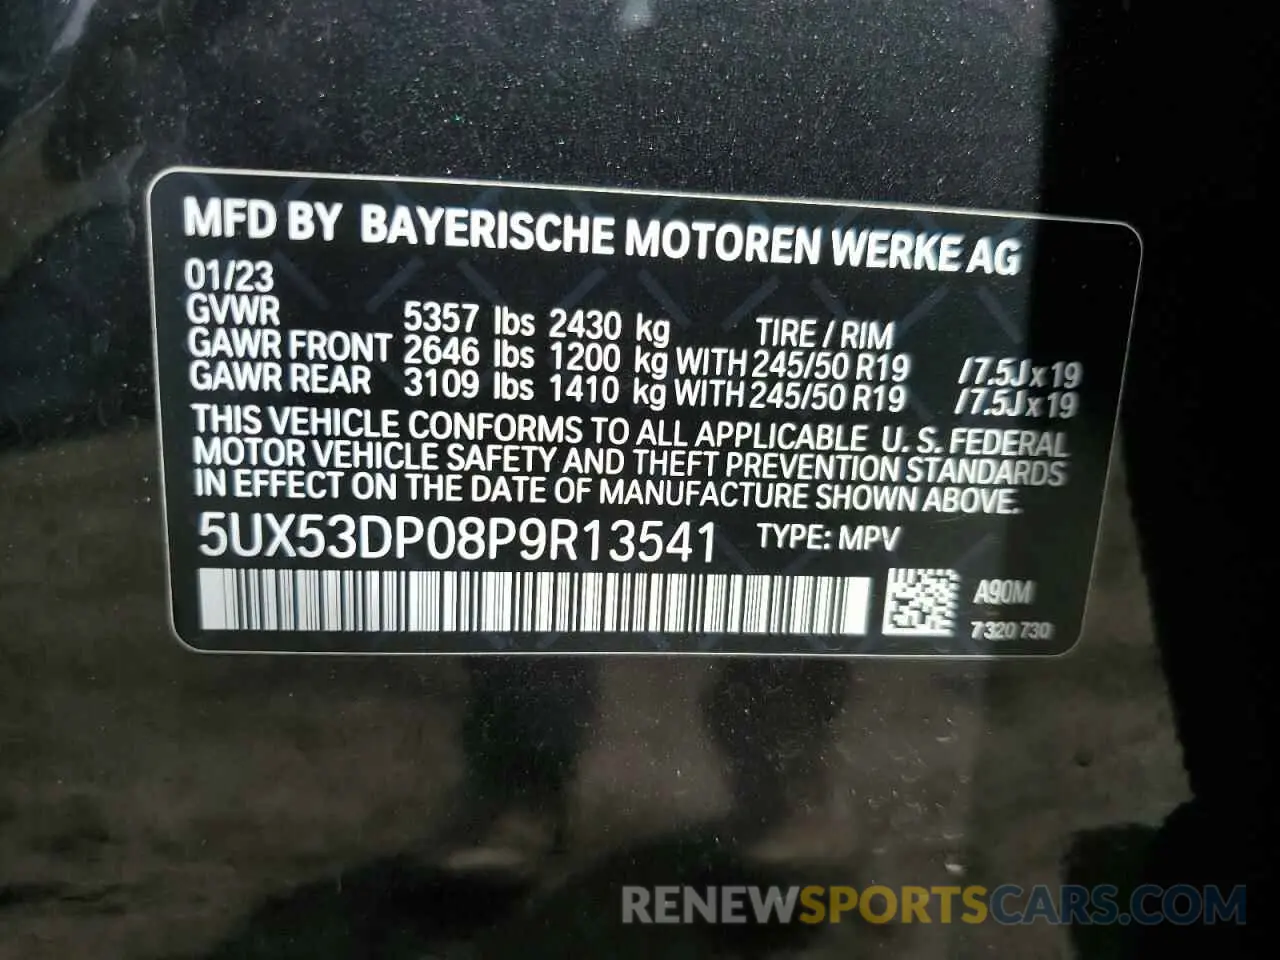 MFD BY BAYERISCHE MOTOREN WERKE AG
01/23
GVWR 5357 lbs 2430 kg TIRE / RIM
GAWR FRONT 2646 lbs 1200 kg WITH 245/50 R19 /7.5J x 19
GAWR REAR 3109 lbs 1410 kg WITH 245/50 R19 /7.5J x 19
THIS VEHICLE CONFORMS TO ALL APPLICABLE U. S. FEDERAL
MOTOR VEHICLE SAFETY AND THEFT PREVENTION STANDARDS
IN EFFECT ON THE DATE OF MANUFACTURE SHOWN ABOVE.
5UX53DP08P9R13541 TYPE: MPV
A90M
7 320 730
RENEWSPORTSCARS.COM